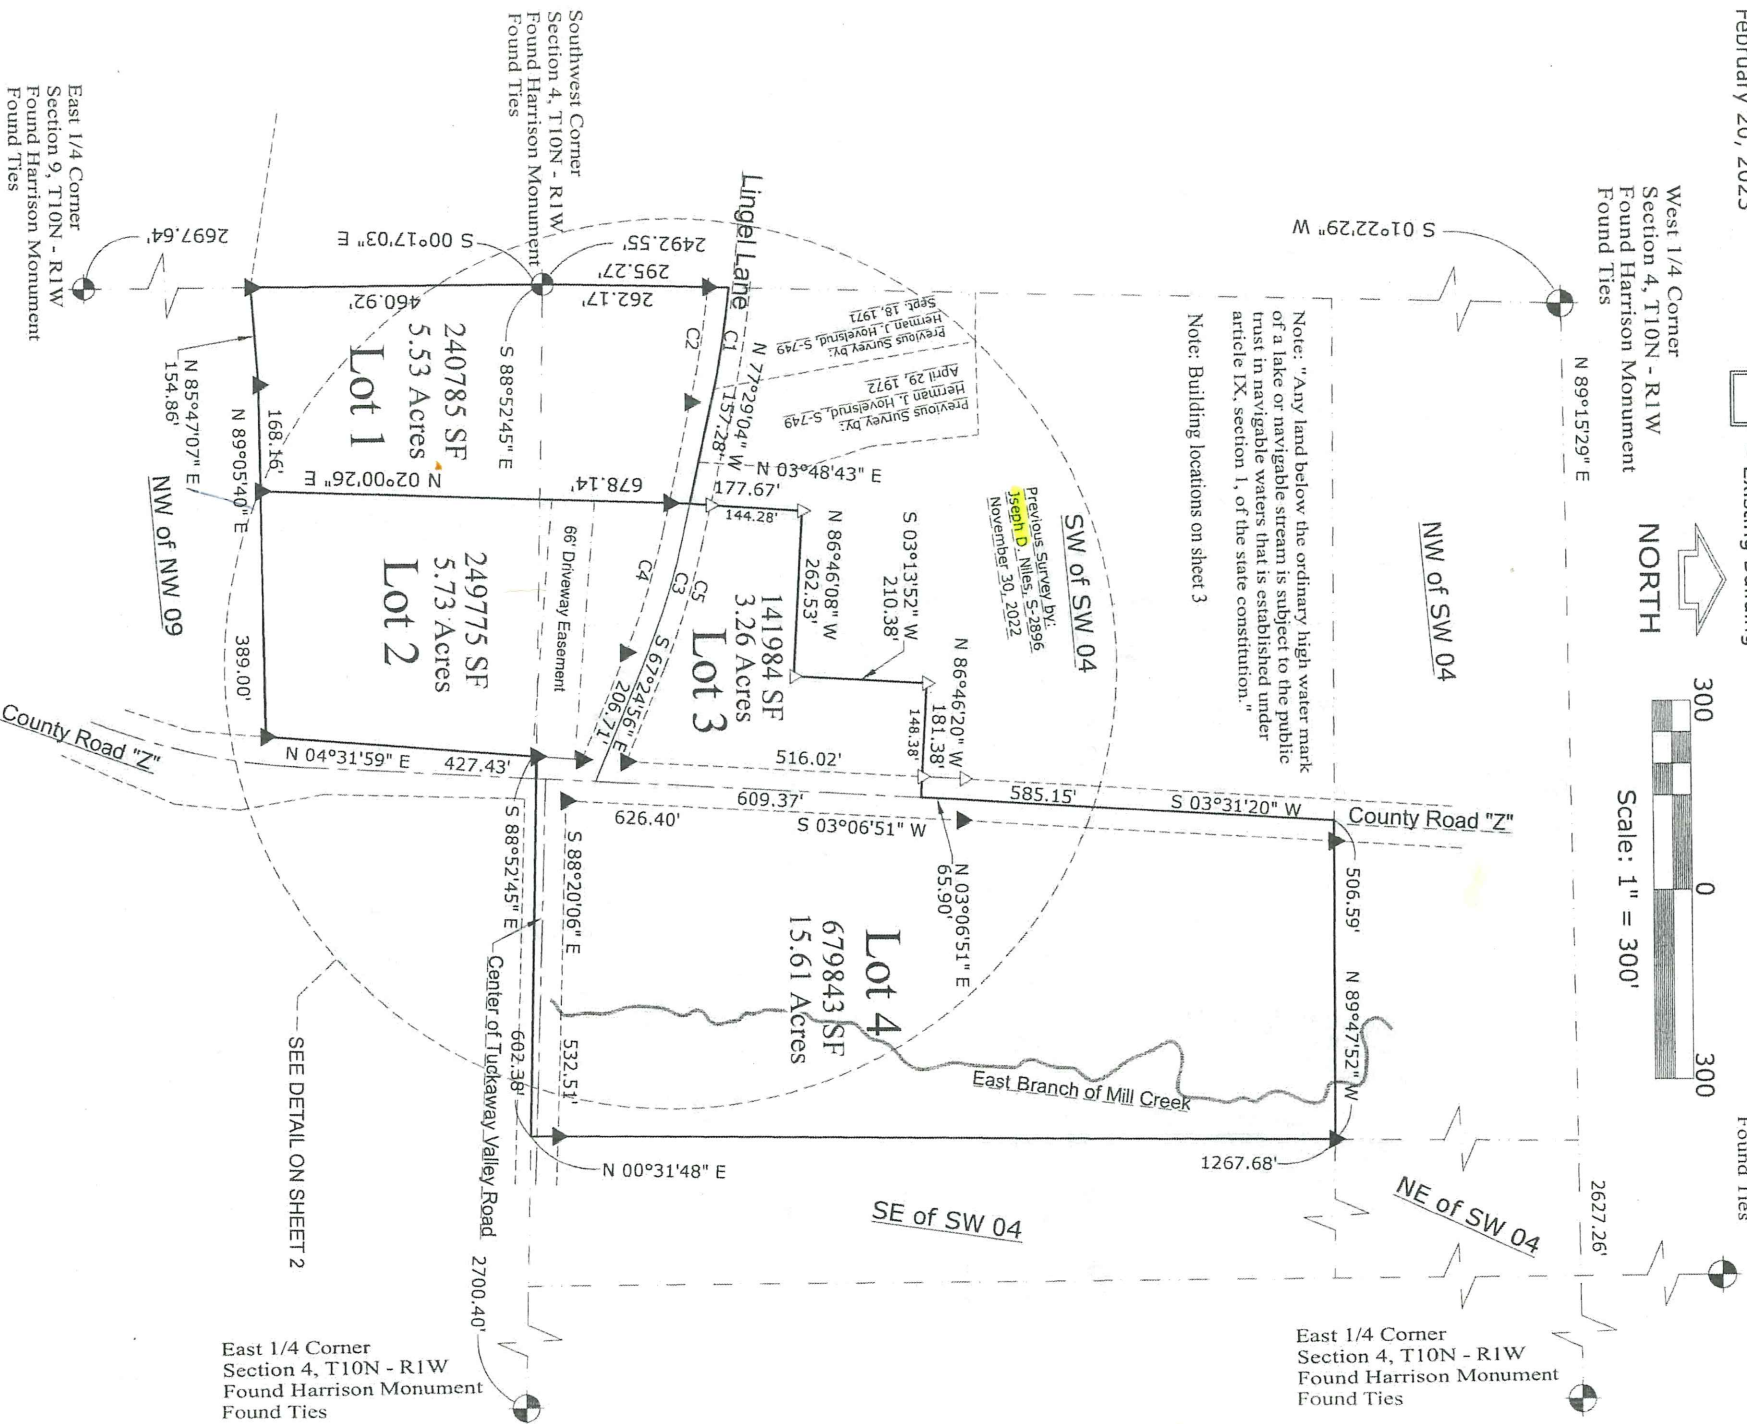 February 20, 2023
Found Ties
West 1/4 Corner
Section 4, T10N - R1W
Found Harrison Monument
Found Ties
NORTH
300
0
300
Scale: 1" = 300'
S 01°22'29" W
N 89°15'29" E
2627.26'
NW of SW 04
NE of SW 04
East 1/4 Corner
Section 4, T10N - R1W
Found Harrison Monument
Found Ties
Note: "Any land below the ordinary high water mark
of a lake or navigable stream is subject to the public
trust in navigable waters that is established under
article IX, section 1, of the state constitution."
Note: Building locations on sheet 3
SW of SW 04
Previous Survey by:
Jseph D. Niles, S-2896
November 30, 2022
County Road "Z"
506.59'
N 89°47'52" W
S 03°31'20" W
585.15'
N 86°46'20" W
181.38'
148.38'
N 03°06'51" E
65.90'
S 03°13'52" W
210.38'
N 86°46'08" W
262.53'
Previous Survey by:
Herman J. Hovelsrud, S-749
April 29, 1972
Previous Survey by:
Herman J. Hovelsrud, S-749
Sept. 18, 1971
N 03°48'43" E
177.67'
144.28'
Lingel Lane
N 77°29'04" W
157.28'
C1
C2
C5
C3
C4
Lot 3
141984 SF
3.26 Acres
516.02'
609.37'
626.40'
S 03°06'51" W
S 67°24'56" E
206.71'
Lot 4
679843 SF
15.61 Acres
East Branch of Mill Creek
1267.68'
N 00°31'48" E
SE of SW 04
Southwest Corner
Section 4, T10N - R1W
Found Harrison Monument
Found Ties
2492.55'
295.27'
262.17'
S 00°17'03" E
S 88°52'45" E
66' Driveway Easement
S 88°20'06" E
532.51'
S 88°52'45" E
602.38'
Center of Tuckaway Valley Road
2700.40'
East 1/4 Corner
Section 4, T10N - R1W
Found Harrison Monument
Found Ties
240785 SF
5.53 Acres
Lot 1
460.92'
N 02°00'26" E
678.14'
249775 SF
5.73 Acres
Lot 2
N 04°31'59" E
427.43'
168.16'
N 89°05'40" E
389.00'
N 85°47'07" E
154.86'
NW of NW 09
County Road "Z"
SEE DETAIL ON SHEET 2
2697.64'
East 1/4 Corner
Section 9, T10N - R1W
Found Harrison Monument
Found Ties